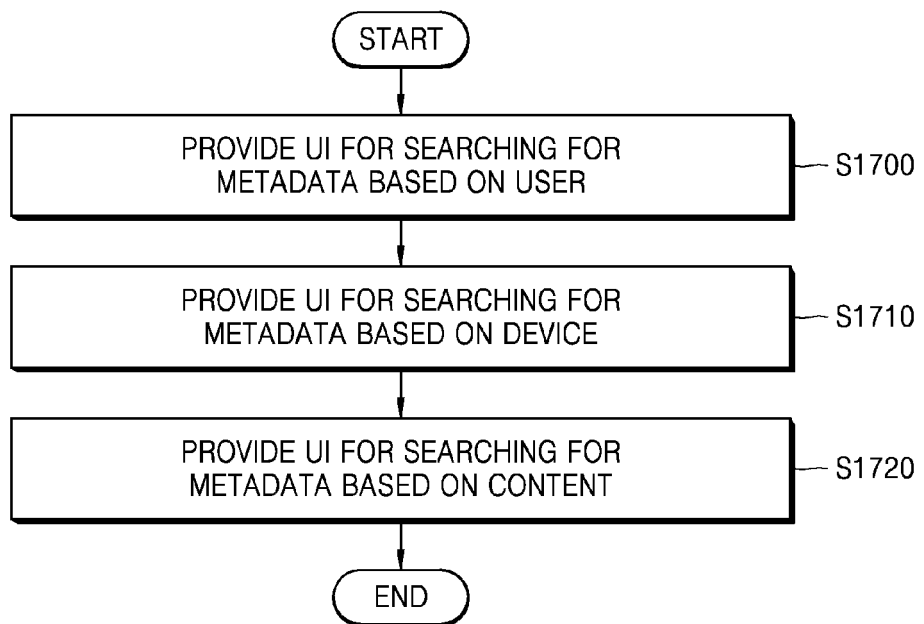 START
PROVIDE UI FOR SEARCHING FOR
METADATA BASED ON USER
S1700
PROVIDE UI FOR SEARCHING FOR
METADATA BASED ON DEVICE
S1710
PROVIDE UI FOR SEARCHING FOR
METADATA BASED ON CONTENT
S1720
END